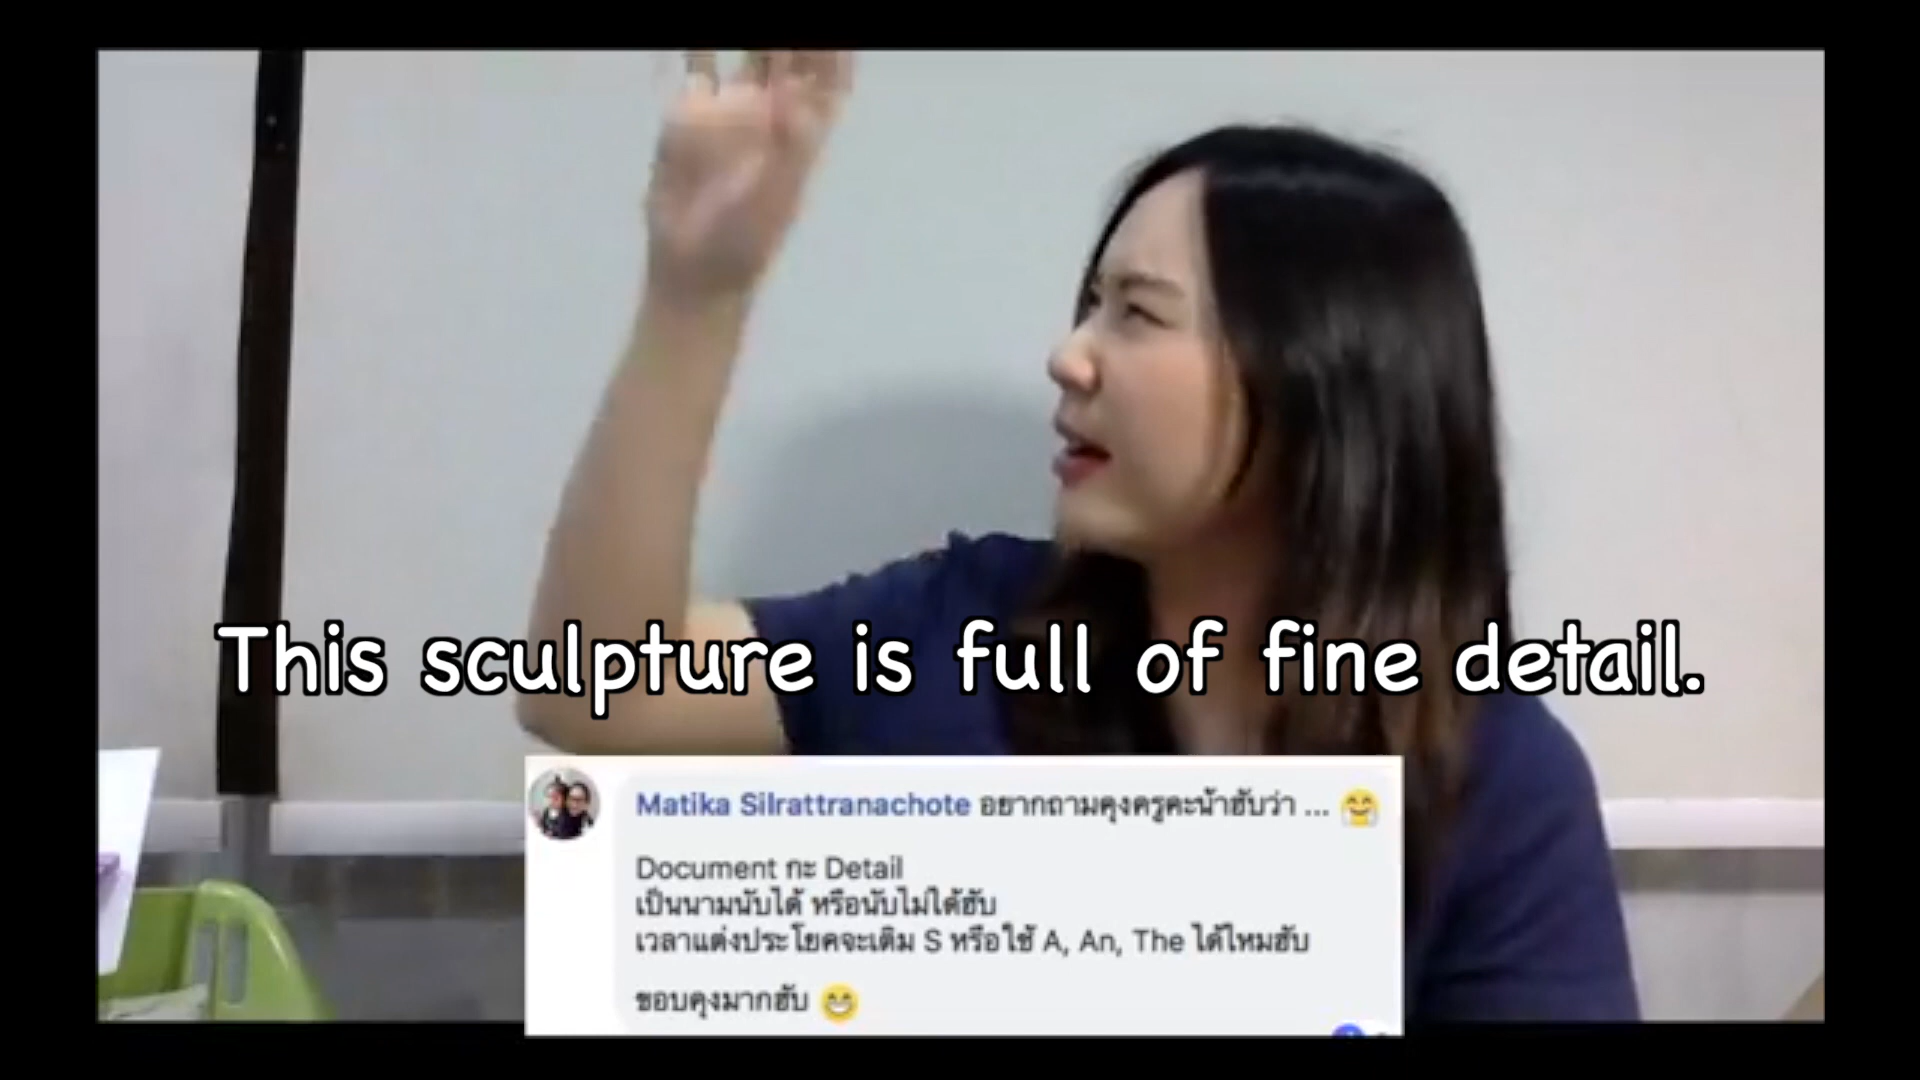 This sculpture is full of fine detail.
Matika Silrattranachote อยากถามคุงครูคะน้าฮับว่า ... 🤗
Document กะ Detail
เป็นนามนับได้ หรือนับไม่ได้ฮับ
เวลาแต่งประโยคจะเติม S หรือใช้ A, An, The ได้ไหมฮับ
ขอบคุงมากฮับ 😄